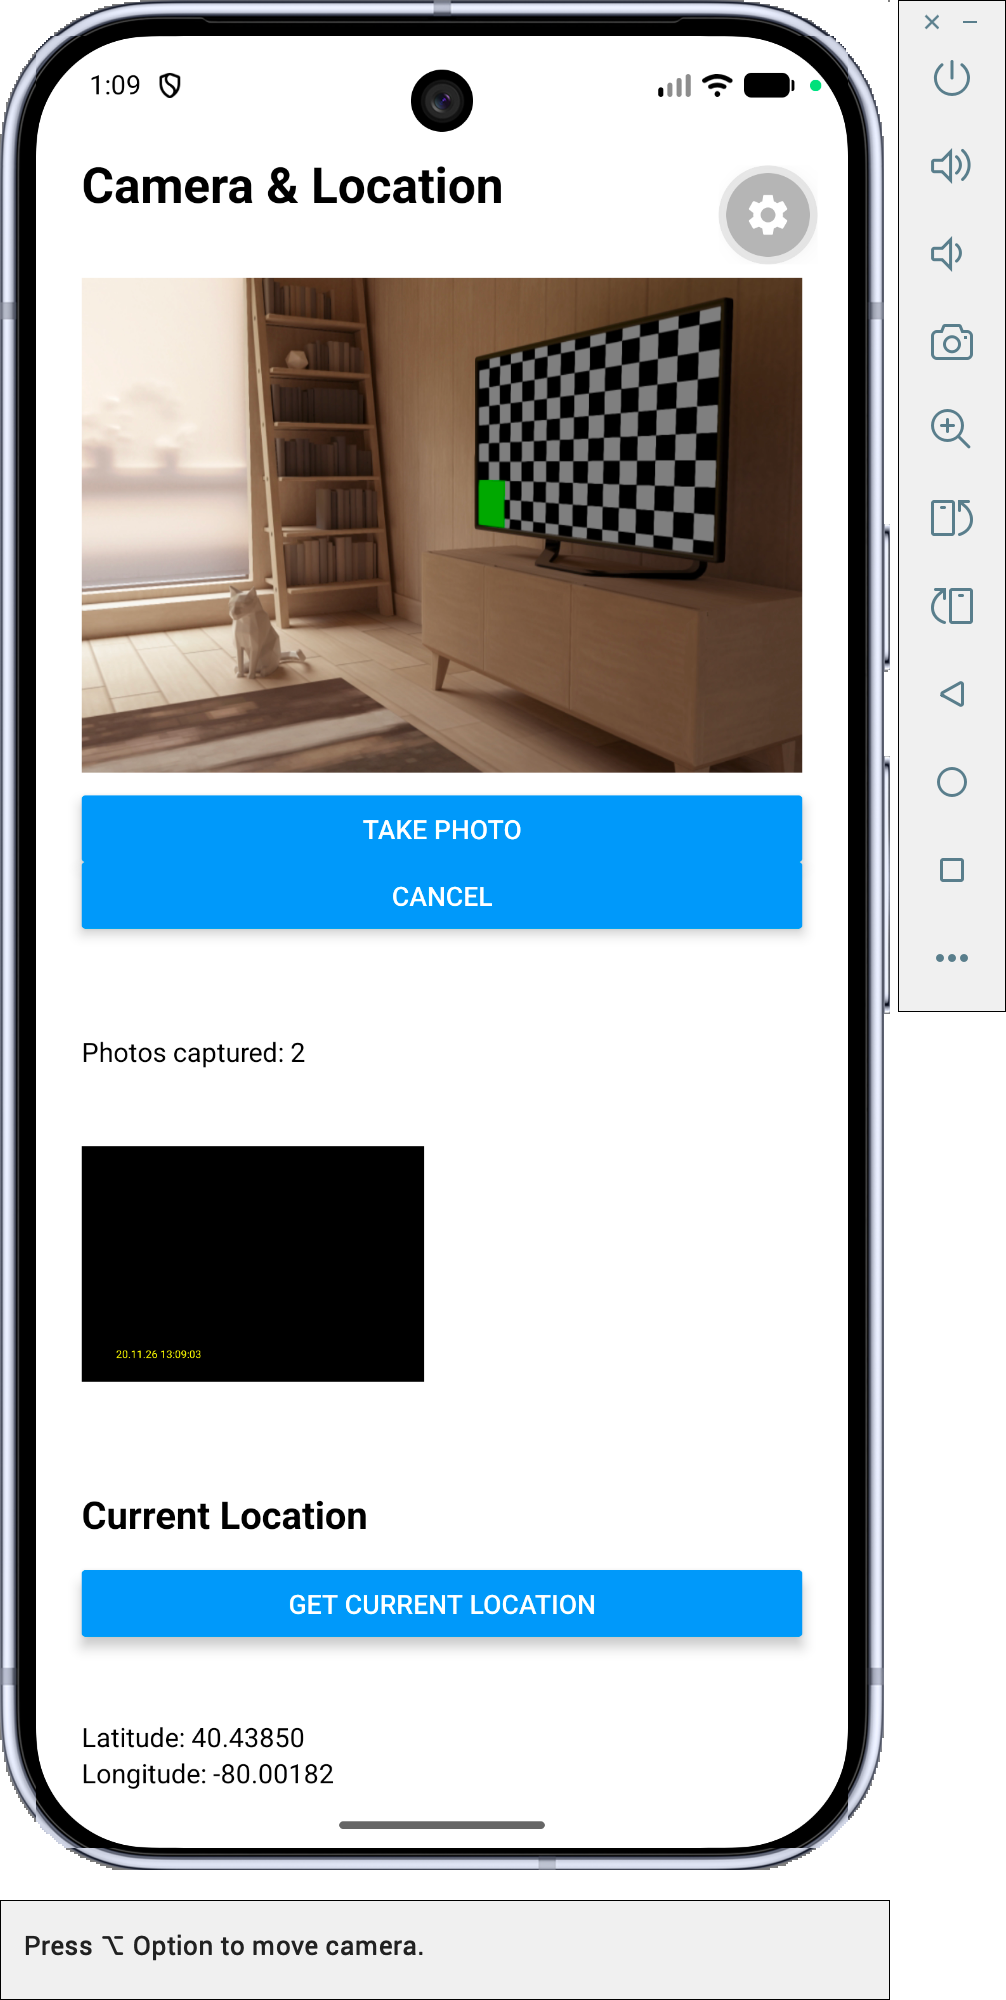 1:09
Camera & Location
TAKE PHOTO
CANCEL
Photos captured: 2
20.11.26 13:09:03
Current Location
GET CURRENT LOCATION
Latitude: 40.43850
Longitude: -80.00182
Press ⌥ Option to move camera.